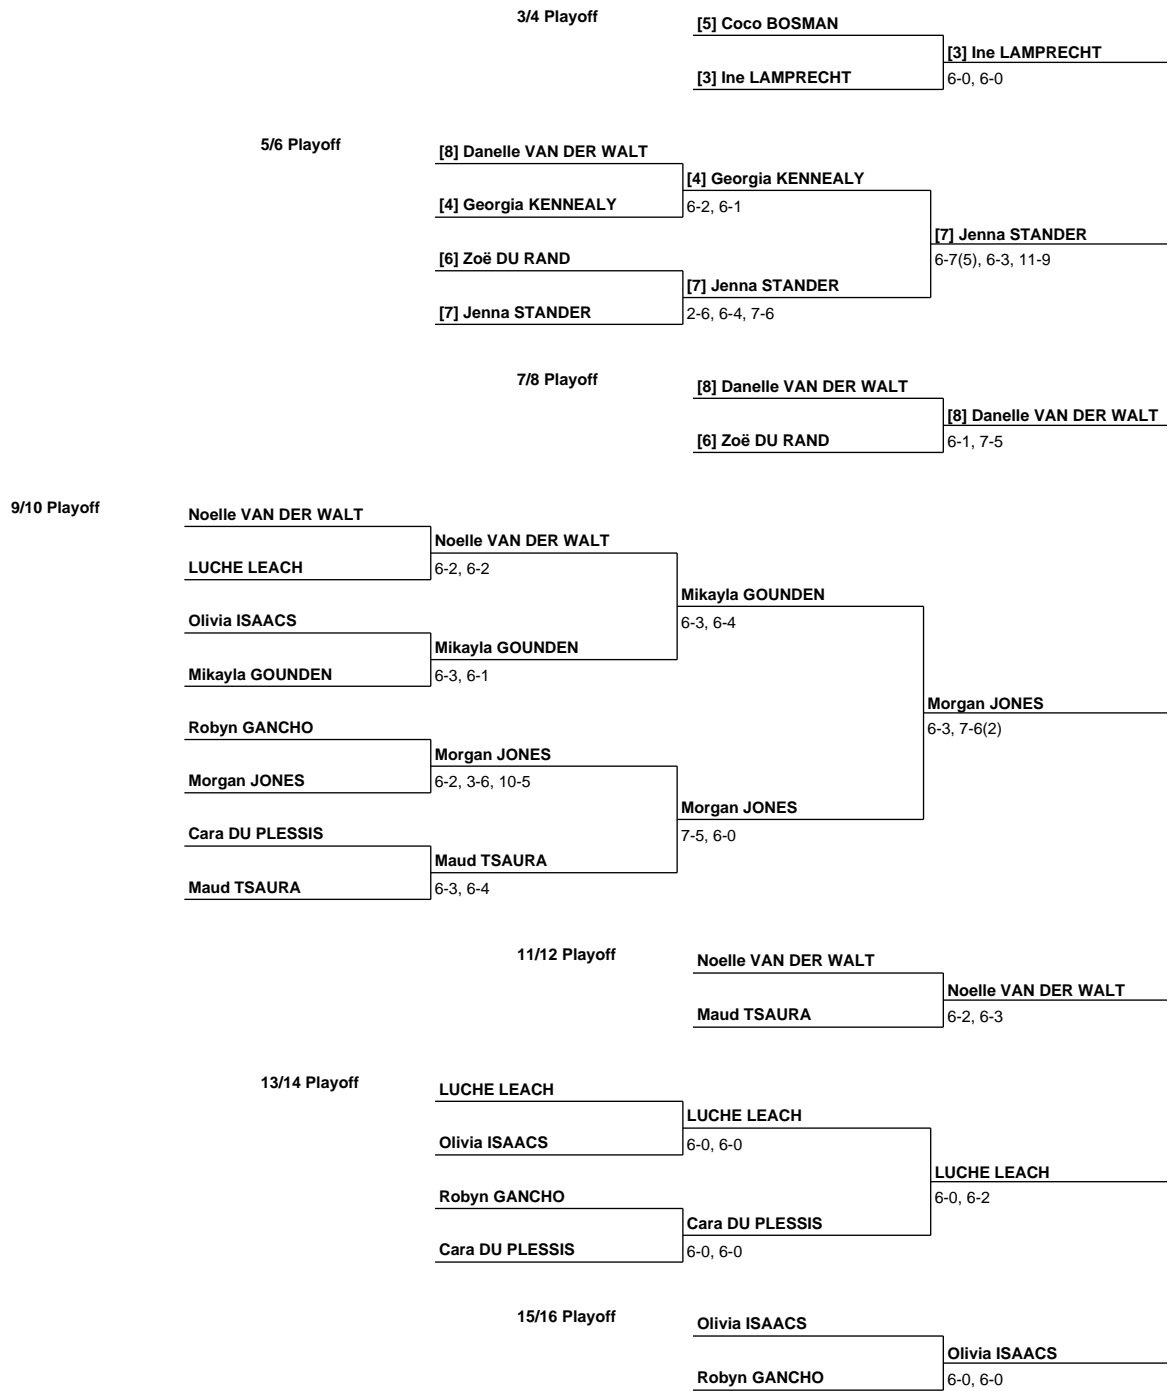 3/4 Playoff
[5] Coco BOSMAN
[3] Ine LAMPRECHT
[3] Ine LAMPRECHT
6-0, 6-0
5/6 Playoff
[8] Danelle VAN DER WALT
[4] Georgia KENNEALY
[4] Georgia KENNEALY
6-2, 6-1
[7] Jenna STANDER
6-7(5), 6-3, 11-9
[6] Zoë DU RAND
[7] Jenna STANDER
[7] Jenna STANDER
2-6, 6-4, 7-6
7/8 Playoff
[8] Danelle VAN DER WALT
[8] Danelle VAN DER WALT
[6] Zoë DU RAND
6-1, 7-5
9/10 Playoff
Noelle VAN DER WALT
Noelle VAN DER WALT
LUCHE LEACH
6-2, 6-2
Mikayla GOUNDEN
6-3, 6-4
Olivia ISAACS
Mikayla GOUNDEN
Mikayla GOUNDEN
6-3, 6-1
Morgan JONES
6-3, 7-6(2)
Robyn GANCHO
Morgan JONES
Morgan JONES
6-2, 3-6, 10-5
Morgan JONES
7-5, 6-0
Cara DU PLESSIS
Maud TSAURA
Maud TSAURA
6-3, 6-4
11/12 Playoff
Noelle VAN DER WALT
Noelle VAN DER WALT
Maud TSAURA
6-2, 6-3
13/14 Playoff
LUCHE LEACH
LUCHE LEACH
Olivia ISAACS
6-0, 6-0
LUCHE LEACH
6-0, 6-2
Robyn GANCHO
Cara DU PLESSIS
Cara DU PLESSIS
6-0, 6-0
15/16 Playoff
Olivia ISAACS
Olivia ISAACS
Robyn GANCHO
6-0, 6-0